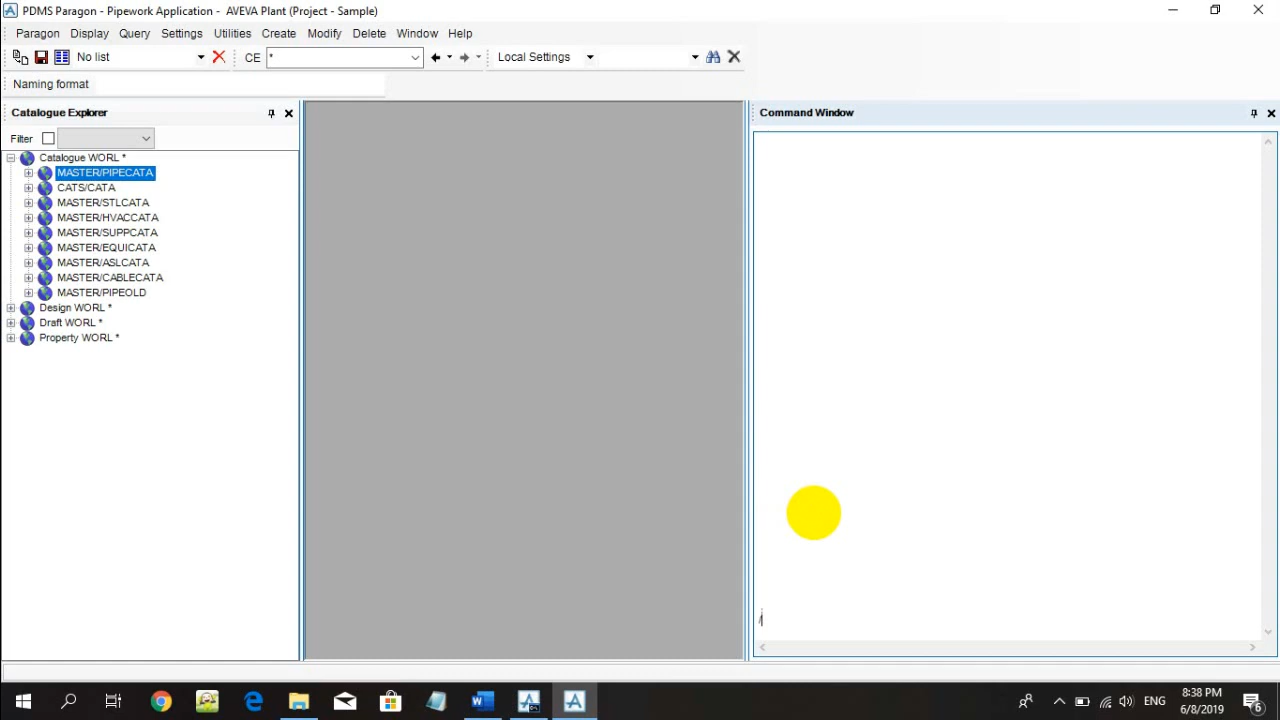 PDMS Paragon - Pipework Application - AVEVA Plant (Project - Sample)
Paragon Display Query Settings Utilities Create Modify Delete Window Help
No list CE * Local Settings
Naming format
Catalogue Explorer
Command Window
Filter
Catalogue WORL *
MASTER/PIPECATA
CATS/CATA
MASTER/STLCATA
MASTER/HVACCATA
MASTER/SUPPCATA
MASTER/EQUICATA
MASTER/ASLCATA
MASTER/CABLECATA
MASTER/PIPEOLD
Design WORL *
Draft WORL *
Property WORL *
/
ENG
8:38 PM
6/8/2019
6